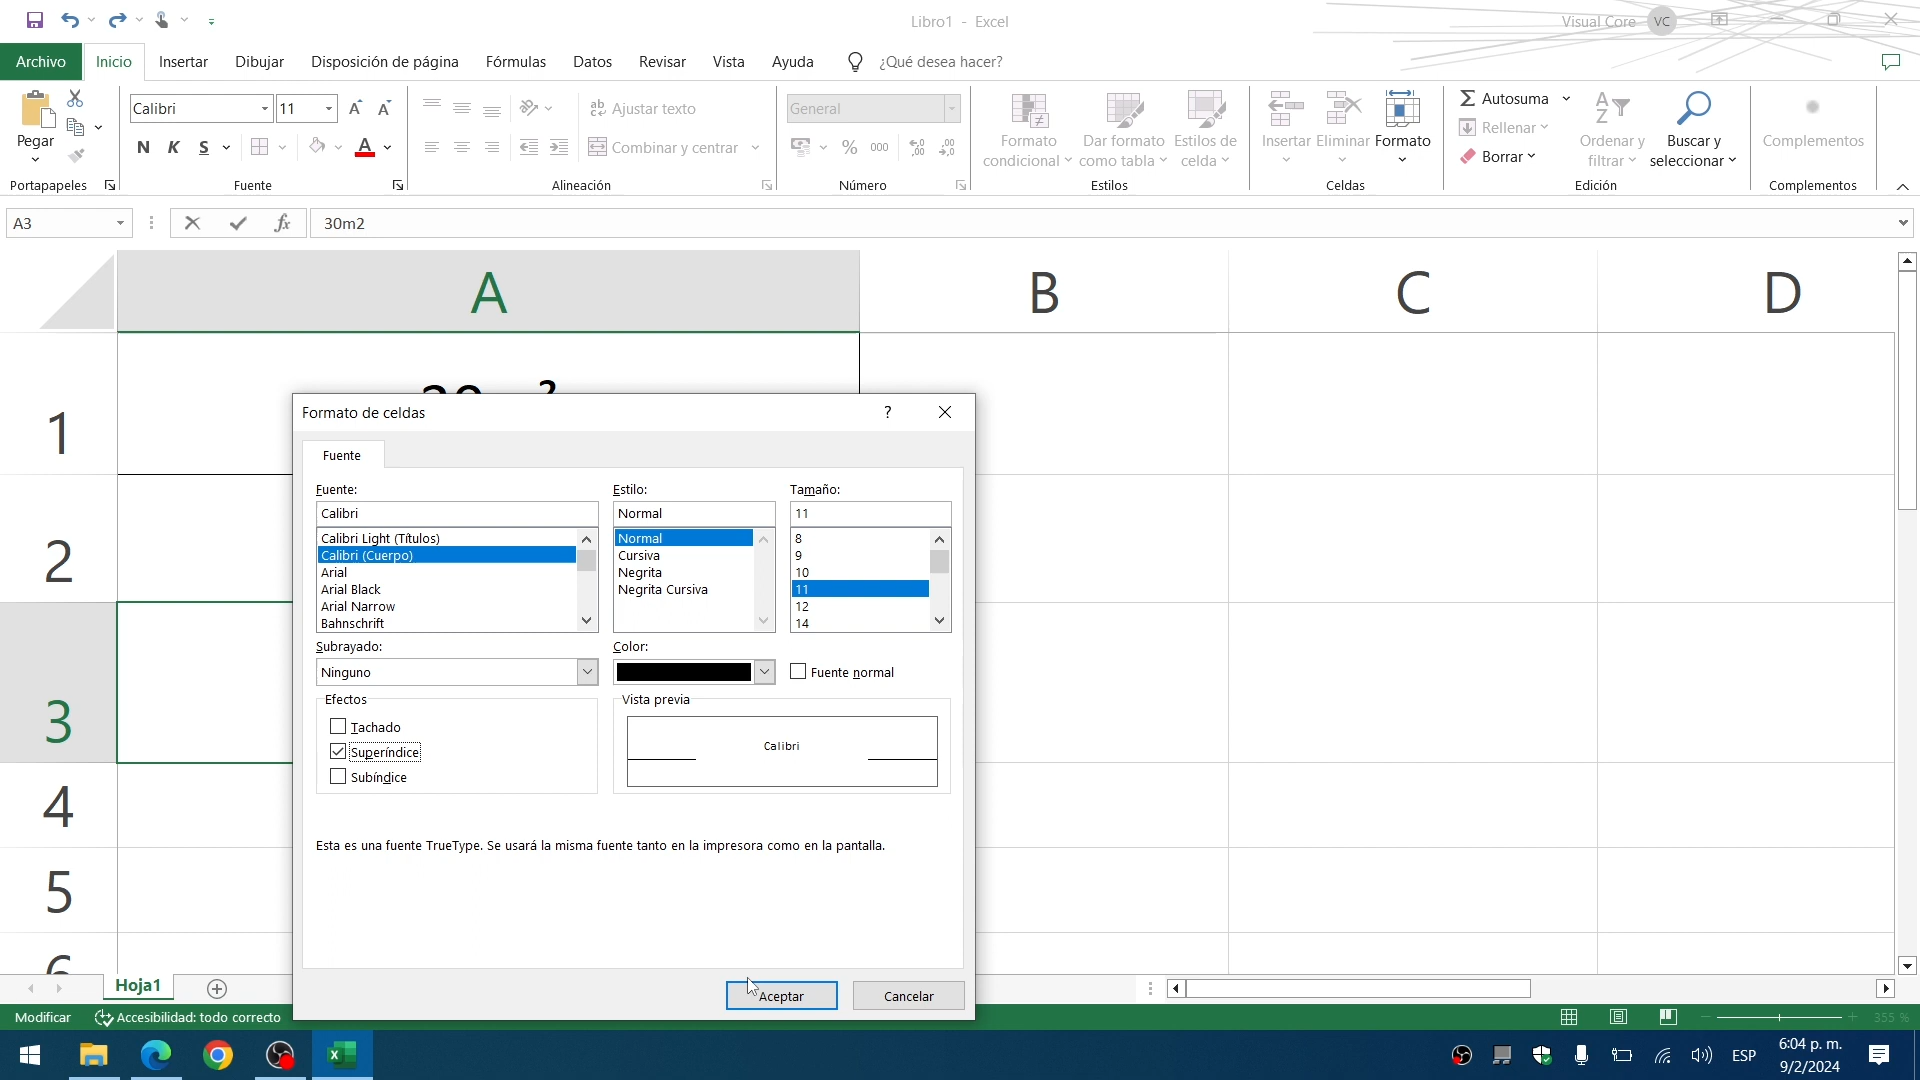 Libro1 - Excel
Visual Core VC
Archivo Inicio Insertar Dibujar Disposición de página Fórmulas Datos Revisar Vista Ayuda ¿Qué desea hacer?
Pegar
Calibri 11
N K S A
Ajustar texto
Combinar y centrar
General
% 000
Formato condicional
Dar formato como tabla
Estilos de celda
Insertar Eliminar Formato
Autosuma
Rellenar
Borrar
Ordenar y filtrar
Buscar y seleccionar
Complementos
Portapapeles Fuente Alineación Número Estilos Celdas Edición Complementos
A3 fx 30m2
A B C D
1
2
3
4
5
6
Formato de celdas ?
Fuente
Fuente: Estilo: Tamaño:
Calibri Normal 11
Calibri Light (Títulos) Normal 8
Calibri (Cuerpo) Cursiva 9
Arial Negrita 10
Arial Black Negrita Cursiva 11
Arial Narrow 12
Bahnschrift 14
Subrayado: Color:
Ninguno Fuente normal
Efectos Vista previa
Tachado
Superíndice
Subíndice
Calibri
Esta es una fuente TrueType. Se usará la misma fuente tanto en la impresora como en la pantalla.
Aceptar Cancelar
Hoja1
Modificar Accesibilidad: todo correcto 355 %
ESP
6:04 p. m.
9/2/2024